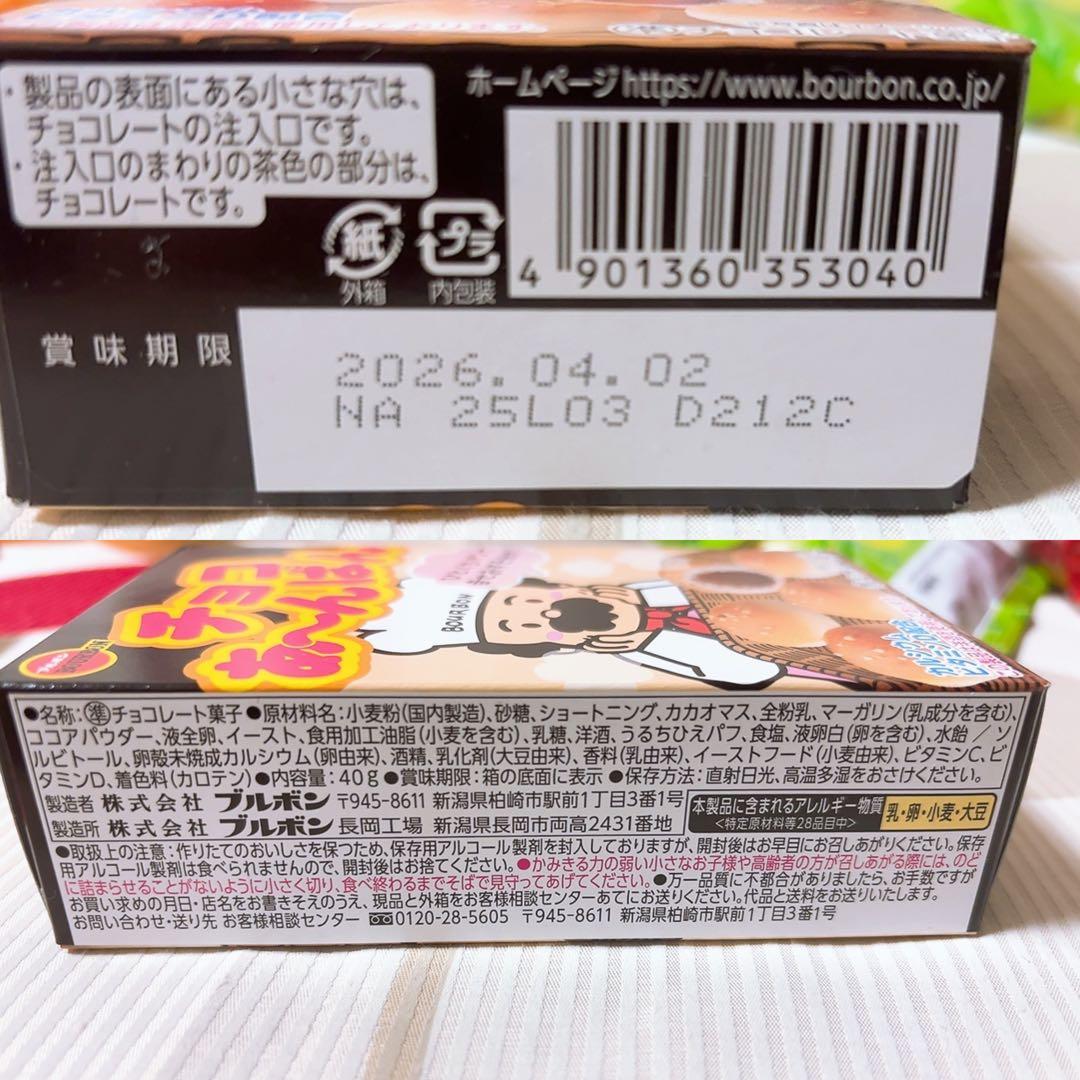 ・製品の表面にある小さな穴は、
チョコレートの注入口です。
・注入口のまわりの茶色の部分は、
チョコレートです。
ホームページ https://www.bourbon.co.jp/
紙
外箱
プラ
内包装
4 901360 353040
賞味期限
2026.04.02
NA 25L03 D212C
チョコ
あ〜んぱん
ブルボン
BOURBON
BOURBON
●名称:準チョコレート菓子●原材料名:小麦粉(国内製造)、砂糖、ショートニング、カカオマス、全粉乳、マーガリン(乳成分を含む)、
ココアパウダー、液全卵、イースト、食用加工油脂(小麦を含む)、乳糖、洋酒、うるちひえパフ、食塩、液卵白(卵を含む)、水飴/ソ
ルビトール、卵殻未焼成カルシウム(卵由来)、酒精、乳化剤(大豆由来)、香料(乳由来)、イーストフード(小麦由来)、ビタミンC、ビ
タミンD、着色料(カロテン)●内容量:40g●賞味期限:箱の底面に表示●保存方法:直射日光、高温多湿をおさけください。
製造者 株式会社 ブルボン 〒945-8611 新潟県柏崎市駅前1丁目3番1号
製造所 株式会社 ブルボン 長岡工場 新潟県長岡市両高2431番地
本製品に含まれるアレルギー物質
<特定原材料等28品目中>
乳・卵・小麦・大豆
●取扱上の注意:作りたてのおいしさを保つため、保存用アルコール製剤を封入しておりますが、開封後はお早目にお召しあがりください。保存
用アルコール製剤は食べられませんので、開封後はお捨てください。●かみきる力の弱い小さなお子様や高齢者の方が召しあがる際には、のど
に詰まらせることがないように小さく切り、食べ終わるまでそばで見守ってあげてください。●万一品質に不都合がありましたら、お手数ですが
お買い求めの月日・店名をお書きそえのうえ、現品と外箱をお客様相談センターあてにお送りください。代品と送料をお送りいたします。
お問い合わせ・送り先 お客様相談センター 0120-28-5605 〒945-8611 新潟県柏崎市駅前1丁目3番1号